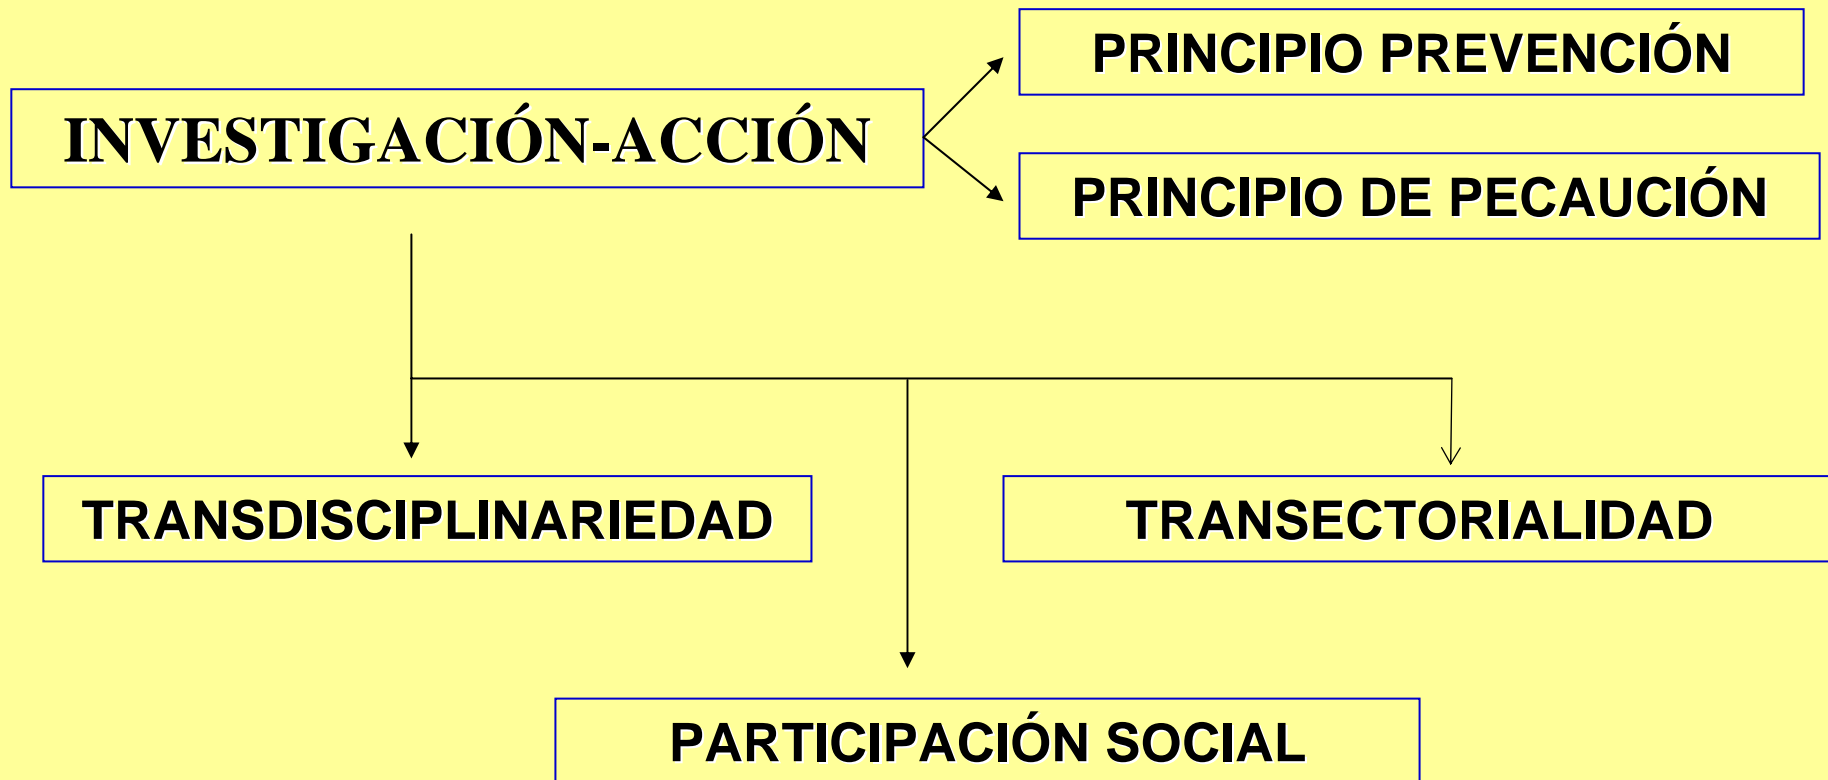 PRINCIPIO PREVENCIÓN
INVESTIGACIÓN-ACCIÓN
PRINCIPIO DE PECAUCIÓN
TRANSDISCIPLINARIEDAD
TRANSECTORIALIDAD
PARTICIPACIÓN SOCIAL